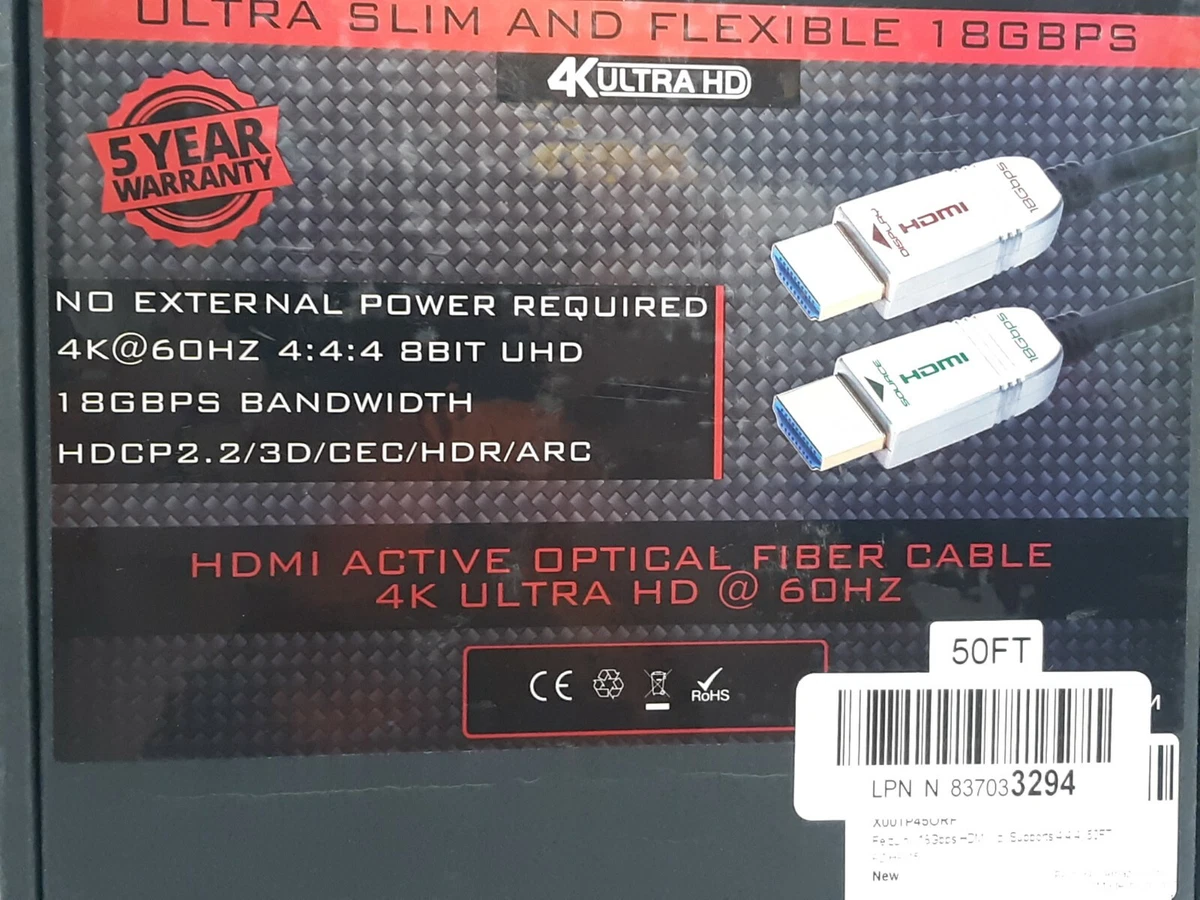 ULTRA SLIM AND FLEXIBLE 18GBPS
4K ULTRA HD
5 YEAR
WARRANTY
18Gbps
HDMI
DISPLAY
NO EXTERNAL POWER REQUIRED
4K@60HZ 4:4:4 8BIT UHD
18GBPS BANDWIDTH
HDCP2.2/3D/CEC/HDR/ARC
18Gbps
HDMI
SOURCE
HDMI ACTIVE OPTICAL FIBER CABLE
4K ULTRA HD @ 60HZ
CE
RoHS
50FT
M
LPN N 837033294
New